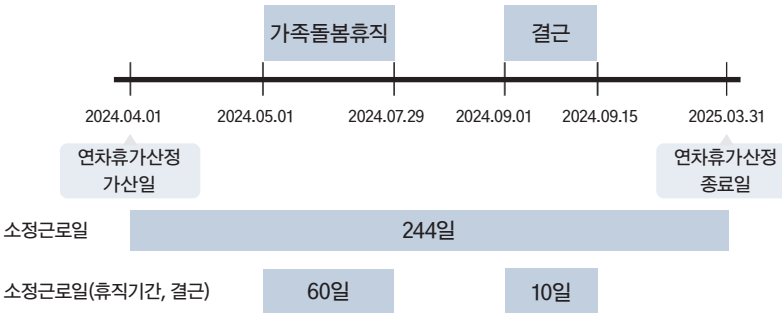 가족돌봄휴직 결근
2024.04.01 2024.05.01 2024.07.29 2024.09.01 2024.09.15 2025.03.31
연차휴가산정 연차휴가산정
가산일 종료일
소정근로일 244일
소정근로일(휴직기간, 결근) 60일 10일